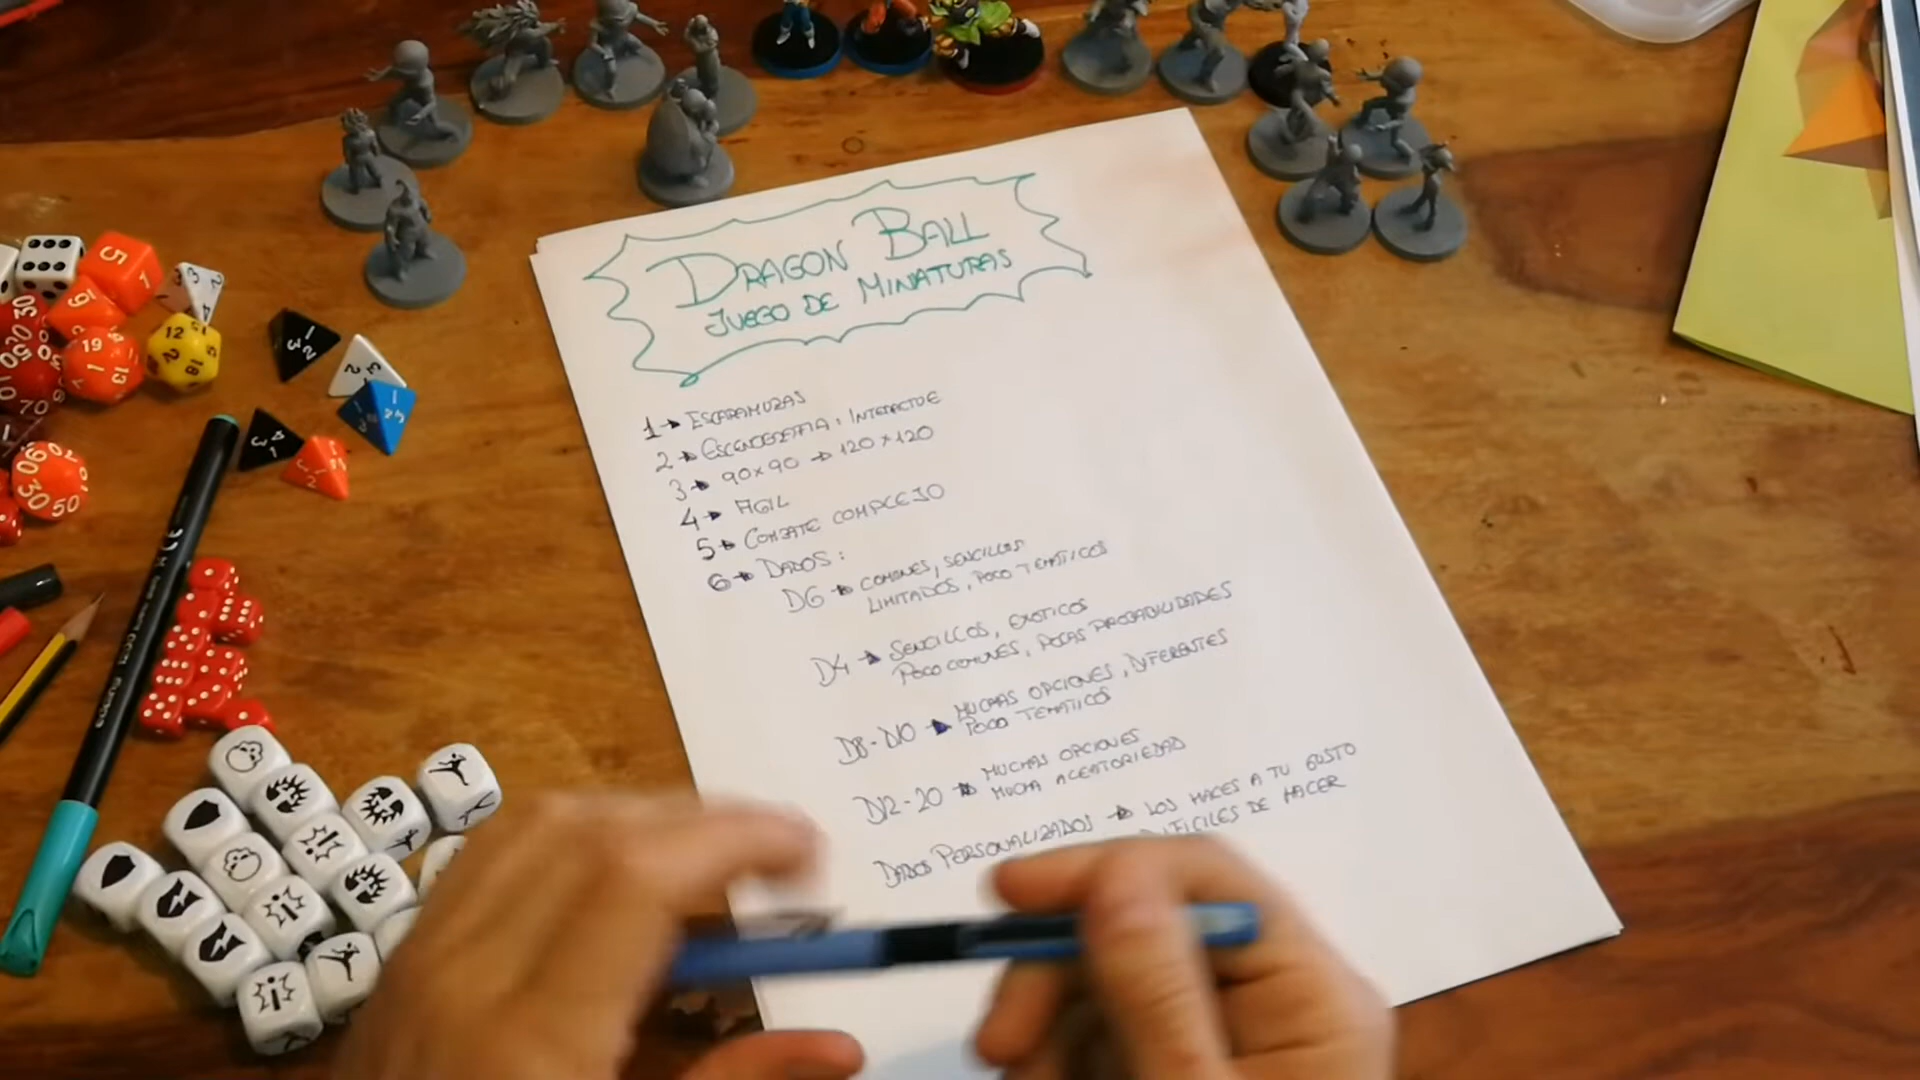 DRAGON BALL
JUEGO DE MINIATURAS
1→ ESCARAMUZAS
2→ ESCENOGRAFIA: INTERACTUE
3→ 90x90 → 120x120
4→ AGIL
5→ COMBATE COMPLEJO
6→ DADOS:
D6→ COMUNES, SENCILLOS
LIMITADOS, POCO TEMATICOS
D4→ SENCILLOS, EXOTICOS
POCO COMUNES, POCAS PROBABILIDADES
D8-D10→ MUCHAS OPCIONES, DIFERENTES
POCO TEMATICOS
D12-20→ MUCHAS OPCIONES
MUCHA ALEATORIEDAD
DADOS PERSONALIZADOS→ LOS HACES A TU GUSTO
DIFICILES DE HACER
edding 1200